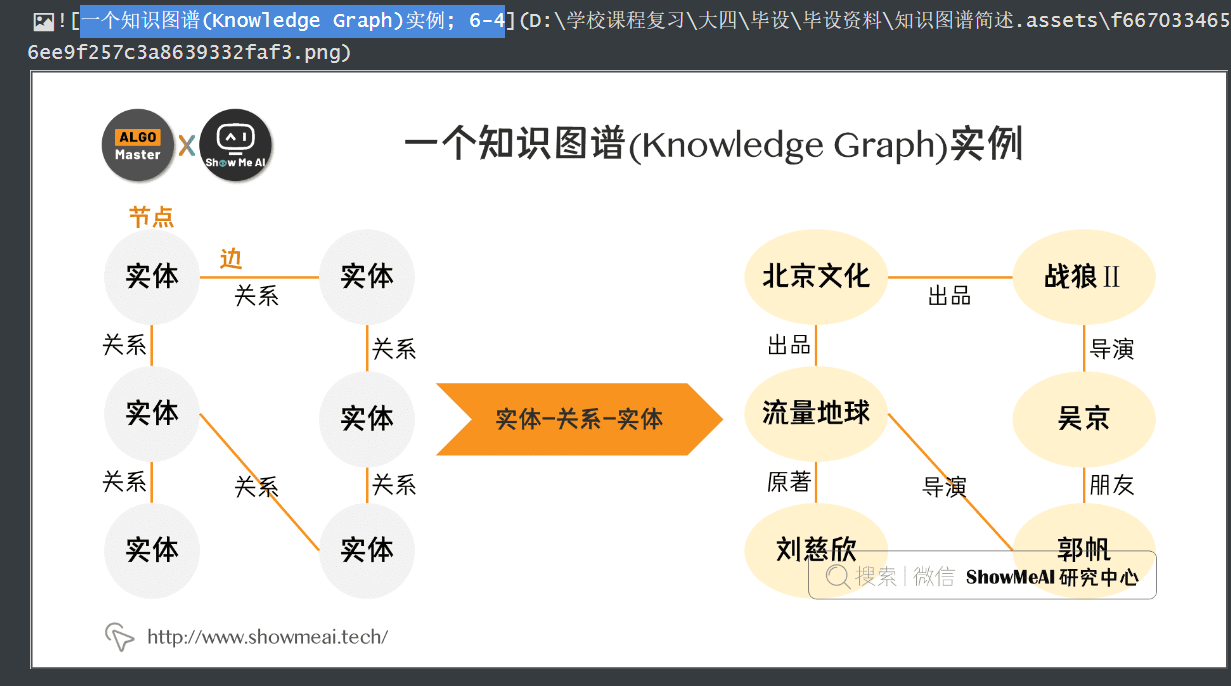 ![一个知识图谱(Knowledge Graph)实例；6-4](D:\学校课程复习\大四\毕设\毕设资料\知识图谱简述.assets\f667033465
6ee9f257c3a8639332faf3.png)
ALGO
Master
X
Show Me AI
一个知识图谱(Knowledge Graph)实例
节点
实体
边
关系
实体
北京文化
出品
战狼Ⅱ
关系
关系
出品
导演
实体
实体
实体-关系-实体
流量地球
吴京
关系
关系
关系
原著
导演
朋友
实体
实体
刘慈欣
郭帆
搜索|微信 ShowMeAI 研究中心
http://www.showmeai.tech/